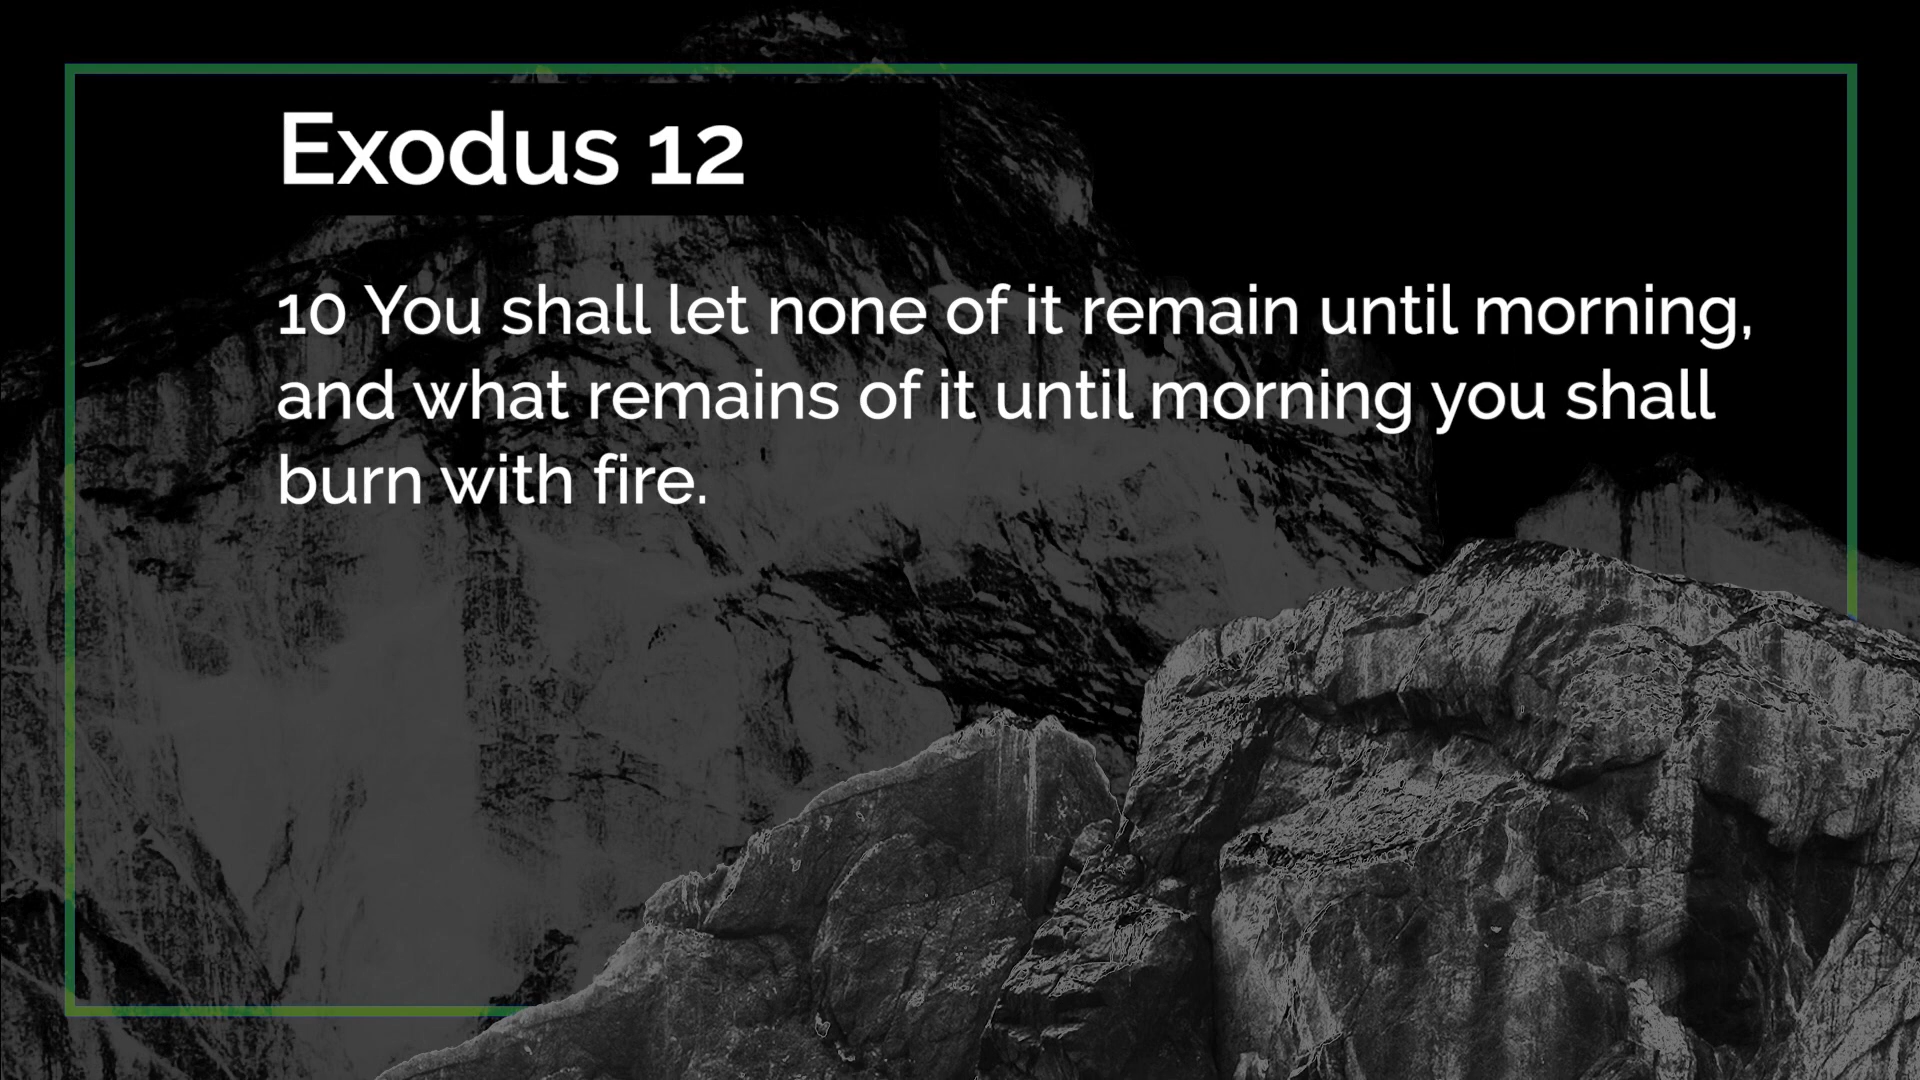 Exodus 12
10 You shall let none of it remain until morning,
and what remains of it until morning you shall
burn with fire.